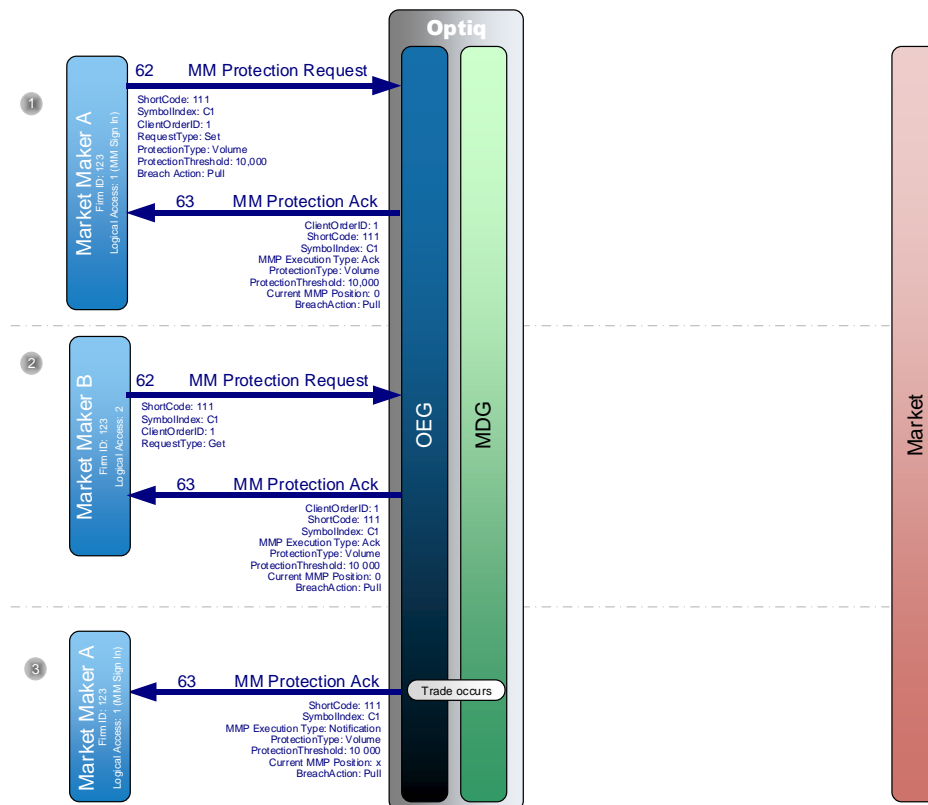 Optiq
1
Market Maker A
Firm ID: 123
Logical Access: 1 (MM Sign In)
62 MM Protection Request
ShortCode: 111
SymbolIndex: C1
ClientOrderID: 1
RequestType: Set
ProtectionType: Volume
ProtectionThreshold: 10,000
Breach Action: Pull
63 MM Protection Ack
ClientOrderID: 1
ShortCode: 111
SymbolIndex: C1
MMP Execution Type: Ack
ProtectionType: Volume
ProtectionThreshold: 10,000
Current MMP Position: 0
BreachAction: Pull
2
Market Maker B
Firm ID: 123
Logical Access: 2
62 MM Protection Request
ShortCode: 111
SymbolIndex: C1
ClientOrderID: 1
RequestType: Get
63 MM Protection Ack
ClientOrderID: 1
ShortCode: 111
SymbolIndex: C1
MMP Execution Type: Ack
ProtectionType: Volume
ProtectionThreshold: 10 000
Current MMP Position: 0
BreachAction: Pull
OEG
MDG
Market
3
Market Maker A
Firm ID: 123
Logical Access: 1 (MM Sign In)
63 MM Protection Ack
Trade occurs
ShortCode: 111
SymbolIndex: C1
MMP Execution Type: Notification
ProtectionType: Volume
ProtectionThreshold: 10 000
Current MMP Position: x
BreachAction: Pull